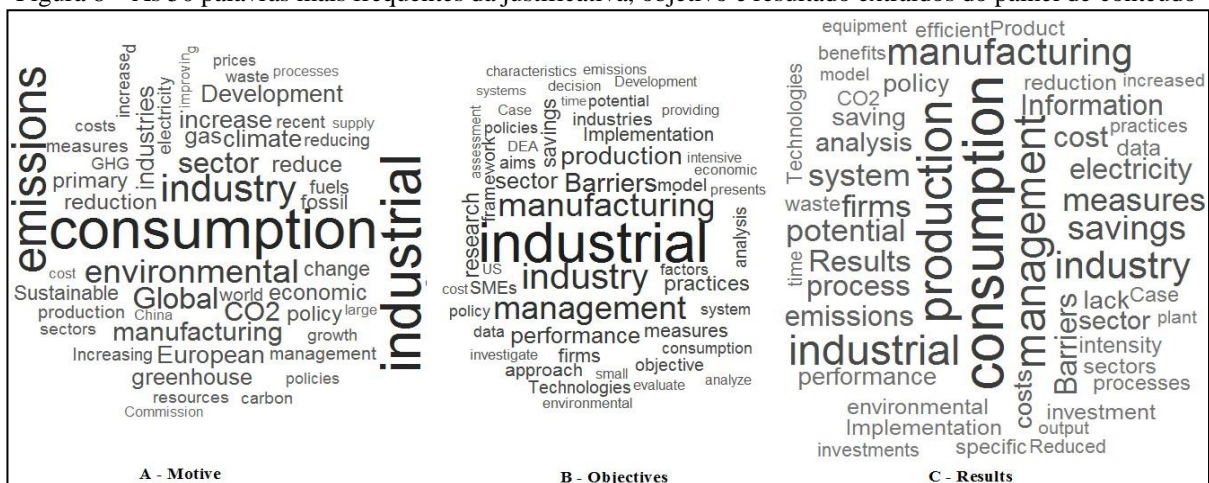 Figura 6 – As 50 palavras mais frequentes da justificativa, objetivo e resultado extraídos do painel de conteúdo
emissions
increased
prices
waste processes
improving
electricity
industries
Development
increase recent supply
costs
gas climate reducing
measures
GHG
sector reduce
primary
industry fuels
reduction
fossil
consumption
industrial
cost environmental change
Sustainable Global world economic
production China CO2 policy large
sectors manufacturing growth
Increasing European management
greenhouse policies
resources carbon
Commission
A - Motive
characteristics emissions
systems decision Development
Case time potential providing
policies savings industries
assessment
framework
DEA Implementation
aims production intensive
economic
sector Barriers model presents
research
manufacturing
analysis
industrial
US industry factors
cost SMEs practices
policy management system
data performance measures
investigate firms consumption
approach small objective
Technologies evaluate analyze
environmental
B - Objectives
equipment efficient Product
benefits manufacturing
Technologies
model policy reduction increased
CO2 Information
saving cost practices
analysis data
production
consumption
management
system electricity
waste firms measures
potential savings
time Results industry
process Barriers lack Case
emissions sector plant
industrial intensity
performance sectors
costs processes
environmental investment
Implementation output
investments specific Reduced
C - Results